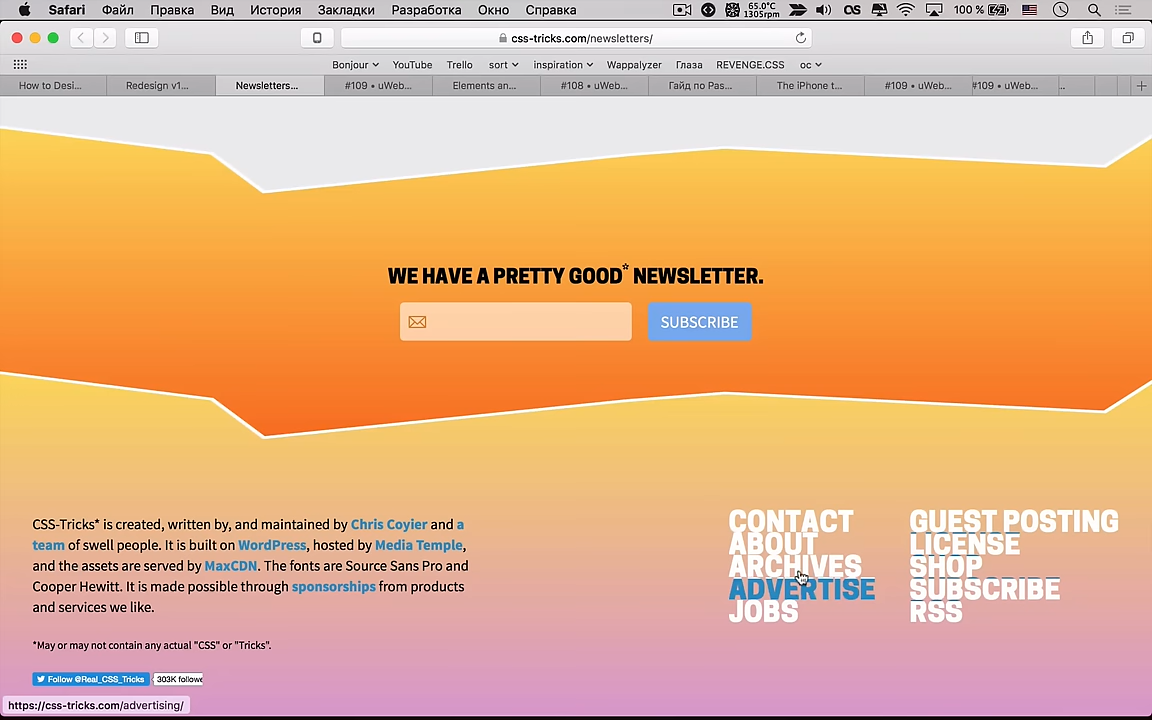 Safari Файл Правка Вид История Закладки Разработка Окно Справка 65.0°C 1305rpm 100 %
css-tricks.com/newsletters/
Bonjour YouTube Trello sort inspiration Wappalyzer Глаза REVENGE.CSS ос
How to Desi... Redesign v1... Newsletters... #109 • uWeb... Elements an... #108 • uWeb... Гайд по Pas... The iPhone t... #109 • uWeb... #109 • uWeb... ...
WE HAVE A PRETTY GOOD* NEWSLETTER.
SUBSCRIBE
CSS-Tricks* is created, written by, and maintained by Chris Coyier and a
team of swell people. It is built on WordPress, hosted by Media Temple,
and the assets are served by MaxCDN. The fonts are Source Sans Pro and
Cooper Hewitt. It is made possible through sponsorships from products
and services we like.
*May or may not contain any actual "CSS" or "Tricks".
Follow @Real_CSS_Tricks 303K followe
CONTACT
ABOUT
ARCHIVES
ADVERTISE
JOBS
GUEST POSTING
LICENSE
SHOP
SUBSCRIBE
RSS
https://css-tricks.com/advertising/